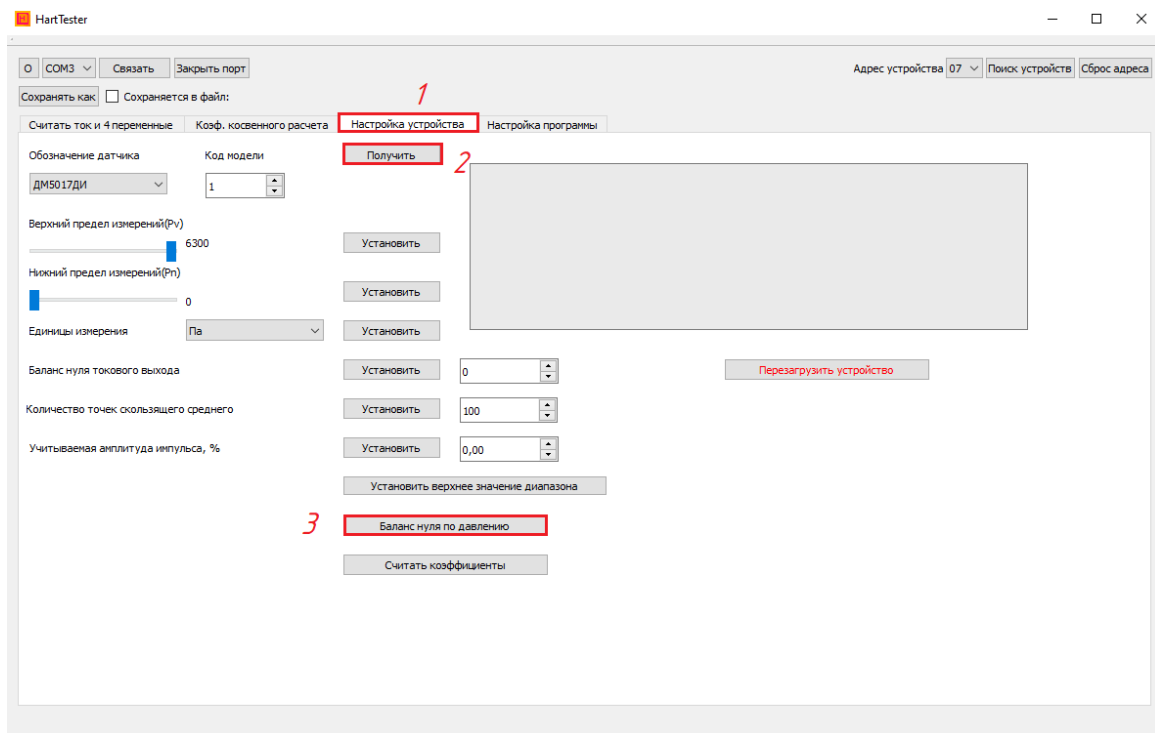 HartTester
О COM3 Связать Закрыть порт Адрес устройства 07 Поиск устройств Сброс адреса
Сохранять как Сохраняется в файл:
1
Считать ток и 4 переменные Коэф. косвенного расчета Настройка устройства Настройка программы
Обозначение датчика Код модели Получить 2
ДМ5017ДИ 1
Верхний предел измерений(Pv)
6300 Установить
Нижний предел измерений(Pn)
0 Установить
Единицы измерения Па Установить
Баланс нуля токового выхода Установить 0 Перезагрузить устройство
Количество точек скользящего среднего Установить 100
Учитываемая амплитуда импульса, % Установить 0,00
Установить верхнее значение диапазона
3 Баланс нуля по давлению
Считать коэффициенты